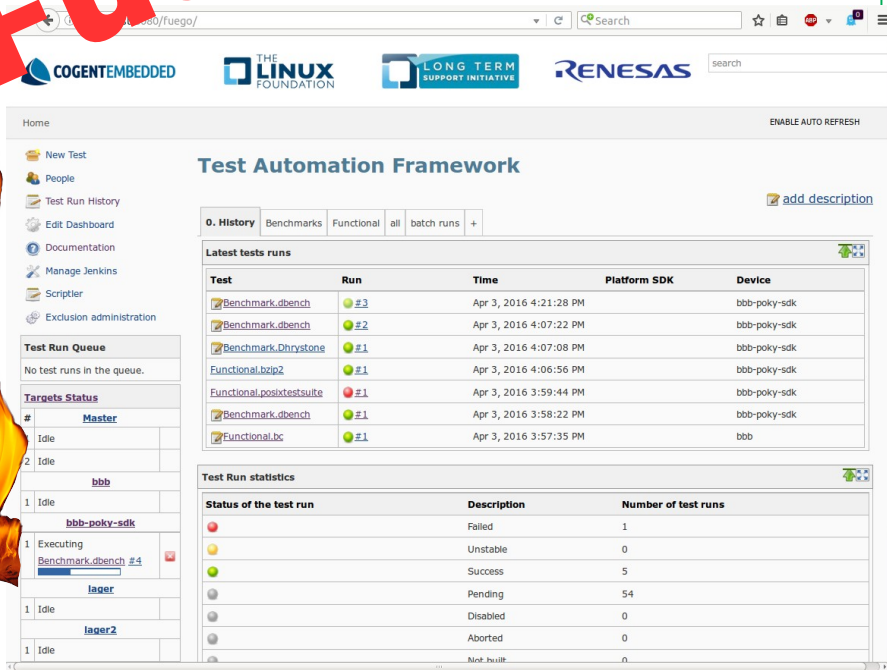 80/fuego/
Search
COGENTEMBEDDED
THE
LINUX
FOUNDATION
LONG TERM
SUPPORT INITIATIVE
RENESAS
search
Home
ENABLE AUTO REFRESH
New Test
People
Test Run History
Edit Dashboard
Documentation
Manage Jenkins
Scriptler
Exclusion administration
Test Run Queue
No test runs in the queue.
Targets Status
# Master
Idle
2 Idle
bbb
1 Idle
bbb-poky-sdk
1 Executing
Benchmark.dbench #4
lager
1 Idle
lager2
1 Idle
Test Automation Framework
add description
0. History Benchmarks Functional all batch runs +
Latest tests runs
Test Run Time Platform SDK Device
Benchmark.dbench #3 Apr 3, 2016 4:21:28 PM bbb-poky-sdk
Benchmark.dbench #2 Apr 3, 2016 4:07:22 PM bbb-poky-sdk
Benchmark.Dhrystone #1 Apr 3, 2016 4:07:08 PM bbb-poky-sdk
Functional.bzip2 #1 Apr 3, 2016 4:06:56 PM bbb-poky-sdk
Functional.posixtestsuite #1 Apr 3, 2016 3:59:44 PM bbb-poky-sdk
Benchmark.dbench #1 Apr 3, 2016 3:58:22 PM bbb-poky-sdk
Functional.bc #1 Apr 3, 2016 3:57:35 PM bbb
Test Run statistics
Status of the test run Description Number of test runs
Failed 1
Unstable 0
Success 5
Pending 54
Disabled 0
Aborted 0
Not built 0